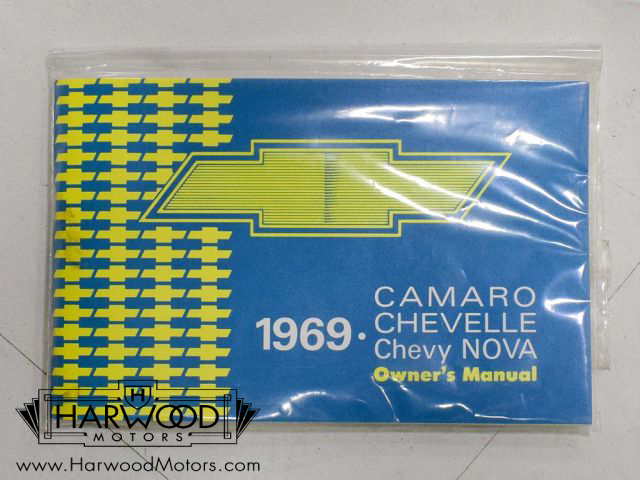 1969 • CAMARO
CHEVELLE
Chevy NOVA
Owner's Manual
H
HARWOOD
MOTORS
www.HarwoodMotors.com